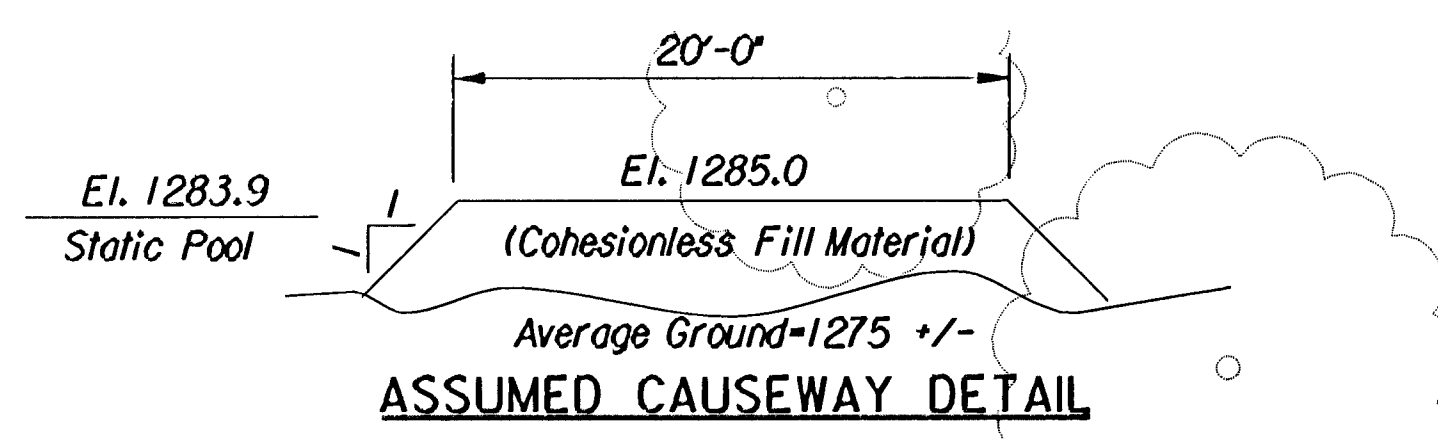 20'-0"
El. 1285.0
El. 1283.9
Static Pool
1
1
(Cohesionless Fill Material)
Average Ground=1275 +/-
ASSUMED CAUSEWAY DETAIL